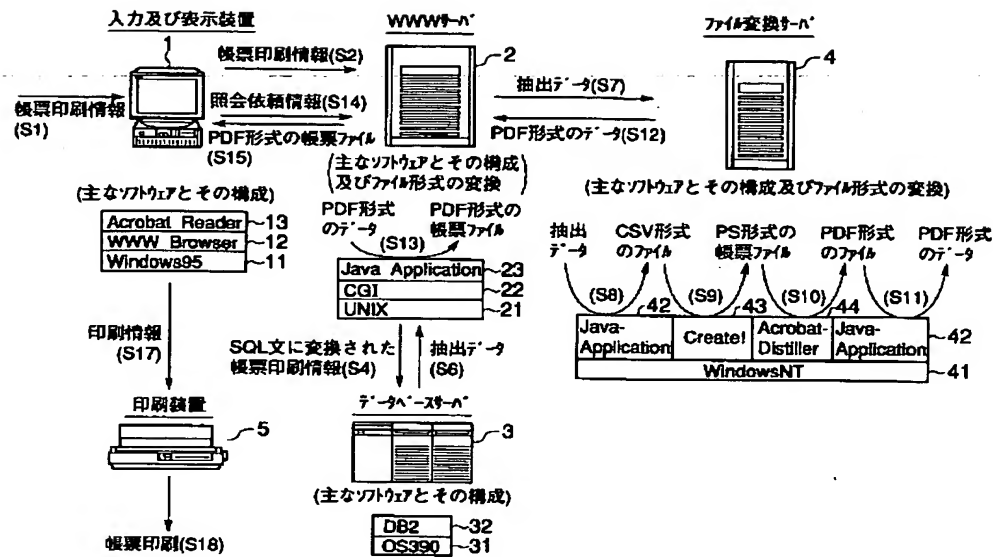 入力及び表示装置
1
帳票印刷情報
(S1)
帳票印刷情報(S2)
照会依頼情報(S14)
PDF形式の帳票ファイル
(S15)
WWWサーバ
2
抽出データ(S7)
PDF形式のデータ(S12)
ファイル変換サーバ
4
(主なソフトウェアとその構成)
Acrobat Reader
13
WWW Browser
12
Windows95
11
(主なソフトウェアとその構成
及びファイル形式の変換)
PDF形式
のデータ
PDF形式の
帳票ファイル
(S13)
Java Application
23
CGI
22
UNIX
21
(主なソフトウェアとその構成及びファイル形式の変換)
抽出
データ
CSV形式
のファイル
PS形式の
帳票ファイル
PDF形式
のファイル
PDF形式
のデータ
(S8)
(S9)
(S10)
(S11)
42
43
44
Java-
Application
Create!
Acrobat-
Distiller
Java-
Application
42
WindowsNT
41
印刷情報
(S17)
SQL文に変換された
帳票印刷情報(S4)
抽出データ
(S6)
印刷装置
5
データベースサーバ
3
(主なソフトウェアとその構成)
DB2
32
OS390
31
帳票印刷(S18)